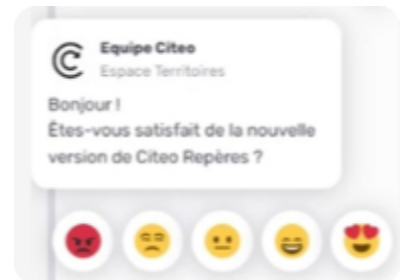 Equipe Citeo
Espace Territoires
Bonjour !
Êtes-vous satisfait de la nouvelle
version de Citeo Repères ?